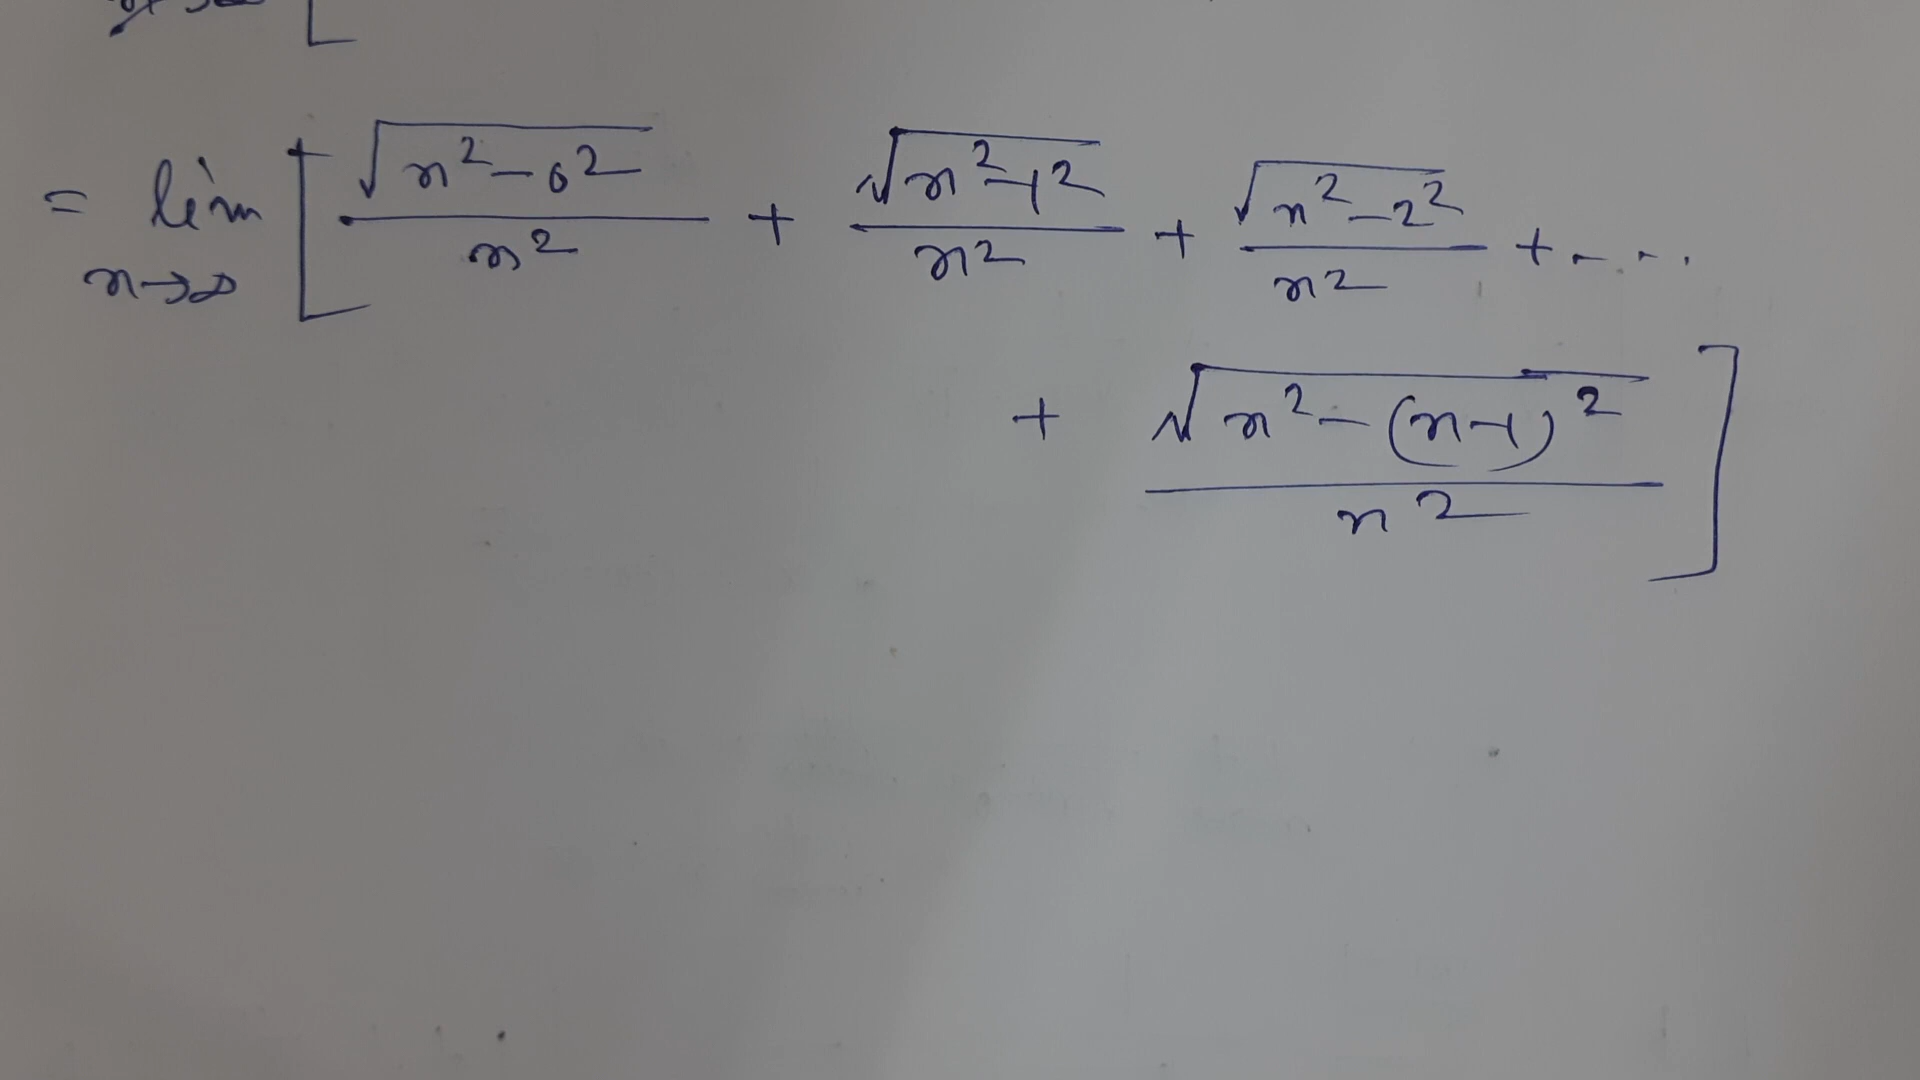 = lim n→∞ [ √(n²−0²)/n² + √(n²−1²)/n² + √(n²−2²)/n² + ....
+ √(n²−(n−1)²)/n² ]